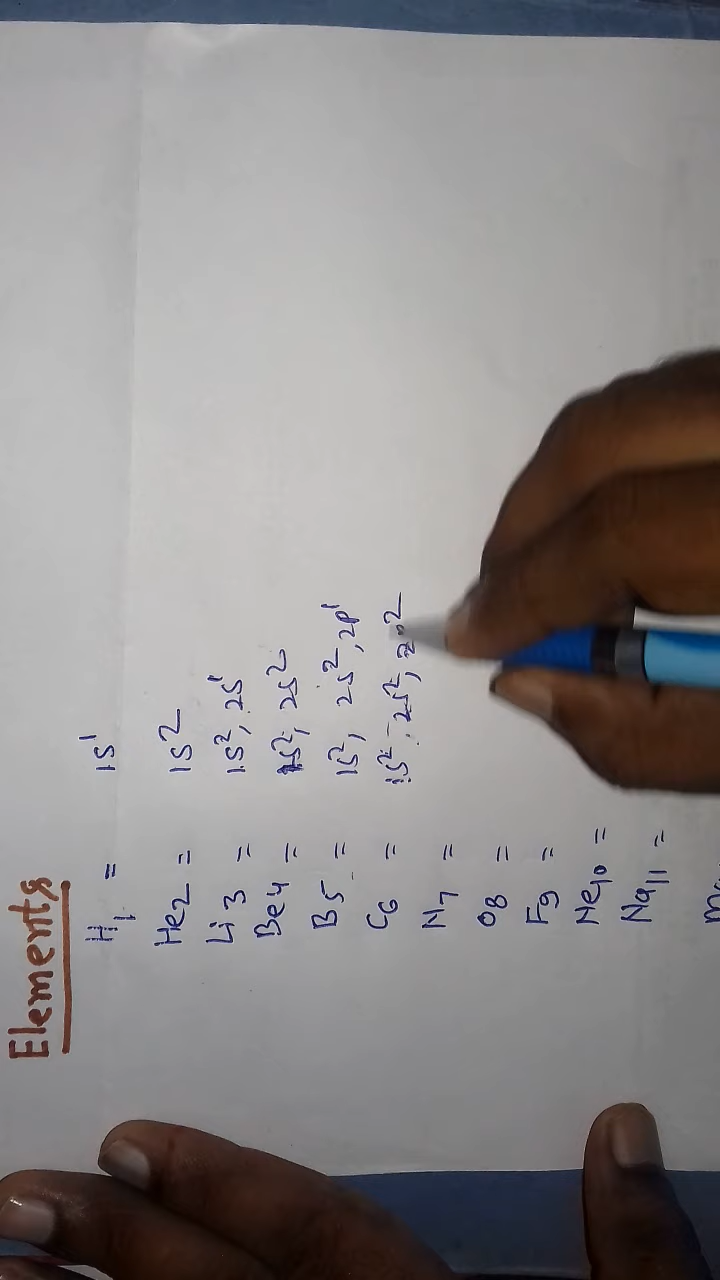 Elements
H1 = 1s¹
He2 = 1s2
Li3 = 1s², 2s¹
Be4 = 1s², 2s2
B5 = 1s², 2s², 2p¹
C6 = 1s² 2s², 2p2
N7 =
O8 =
F9 =
Ne10 =
Na11 =